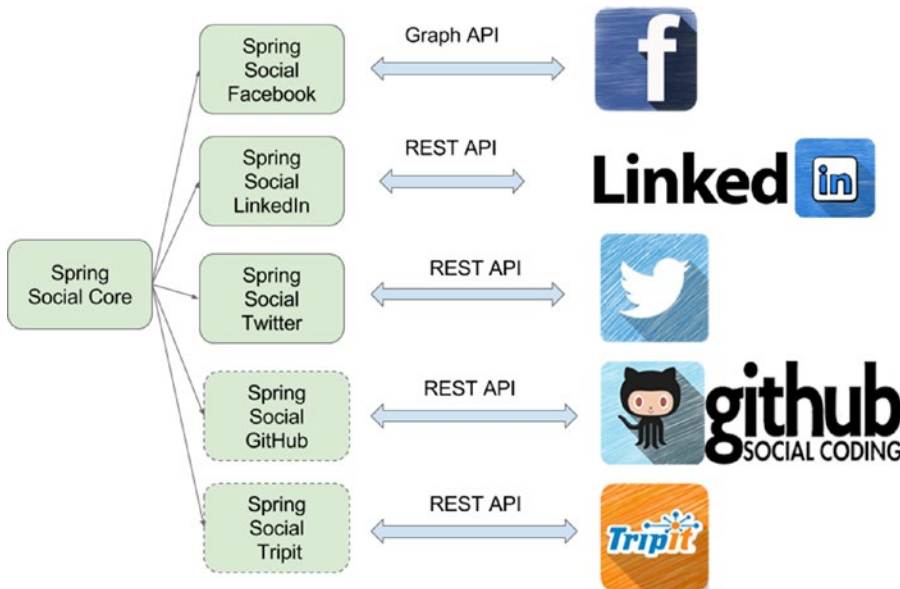 Spring
Social
Facebook
Graph API
f
Spring
Social
LinkedIn
REST API
Linked in
Spring
Social Core
Spring
Social
Twitter
REST API
Spring
Social
GitHub
REST API
github
SOCIAL CODING
Spring
Social
Tripit
REST API
TripIt